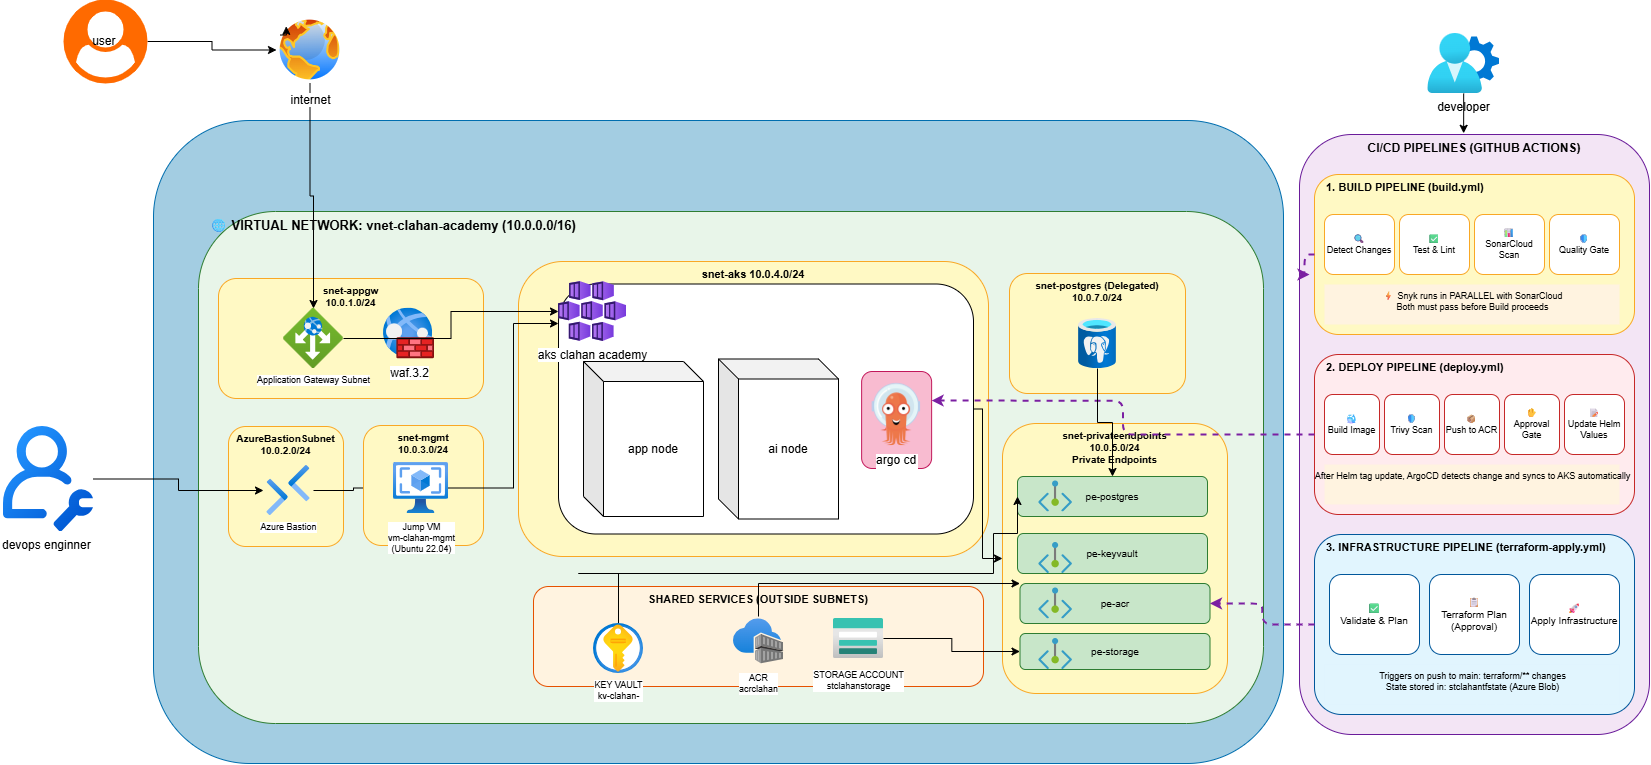 user
internet
developer
CI/CD PIPELINES (GITHUB ACTIONS)
1. BUILD PIPELINE (build.yml)
Detect Changes
Test & Lint
SonarCloud
Scan
Quality Gate
Snyk runs in PARALLEL with SonarCloud
Both must pass before Build proceeds
2. DEPLOY PIPELINE (deploy.yml)
Build Image
Trivy Scan
Push to ACR
Approval
Gate
Update Helm
Values
After Helm tag update, ArgoCD detects change and syncs to AKS automatically
3. INFRASTRUCTURE PIPELINE (terraform-apply.yml)
Validate & Plan
Terraform Plan
(Approval)
Apply Infrastructure
Triggers on push to main: terraform/** changes
State stored in: stclahantfstate (Azure Blob)
VIRTUAL NETWORK: vnet-clahan-academy (10.0.0.0/16)
snet-appgw
10.0.1.0/24
Application Gateway Subnet
waf.3.2
snet-aks 10.0.4.0/24
aks clahan academy
app node
ai node
argo cd
snet-postgres (Delegated)
10.0.7.0/24
AzureBastionSubnet
10.0.2.0/24
Azure Bastion
snet-mgmt
10.0.3.0/24
Jump VM
vm-clahan-mgmt
(Ubuntu 22.04)
devops enginner
snet-privateendpoints
10.0.5.0/24
Private Endpoints
pe-postgres
pe-keyvault
pe-acr
pe-storage
SHARED SERVICES (OUTSIDE SUBNETS)
KEY VAULT
kv-clahan-
ACR
acrclahan
STORAGE ACCOUNT
stclahanstorage